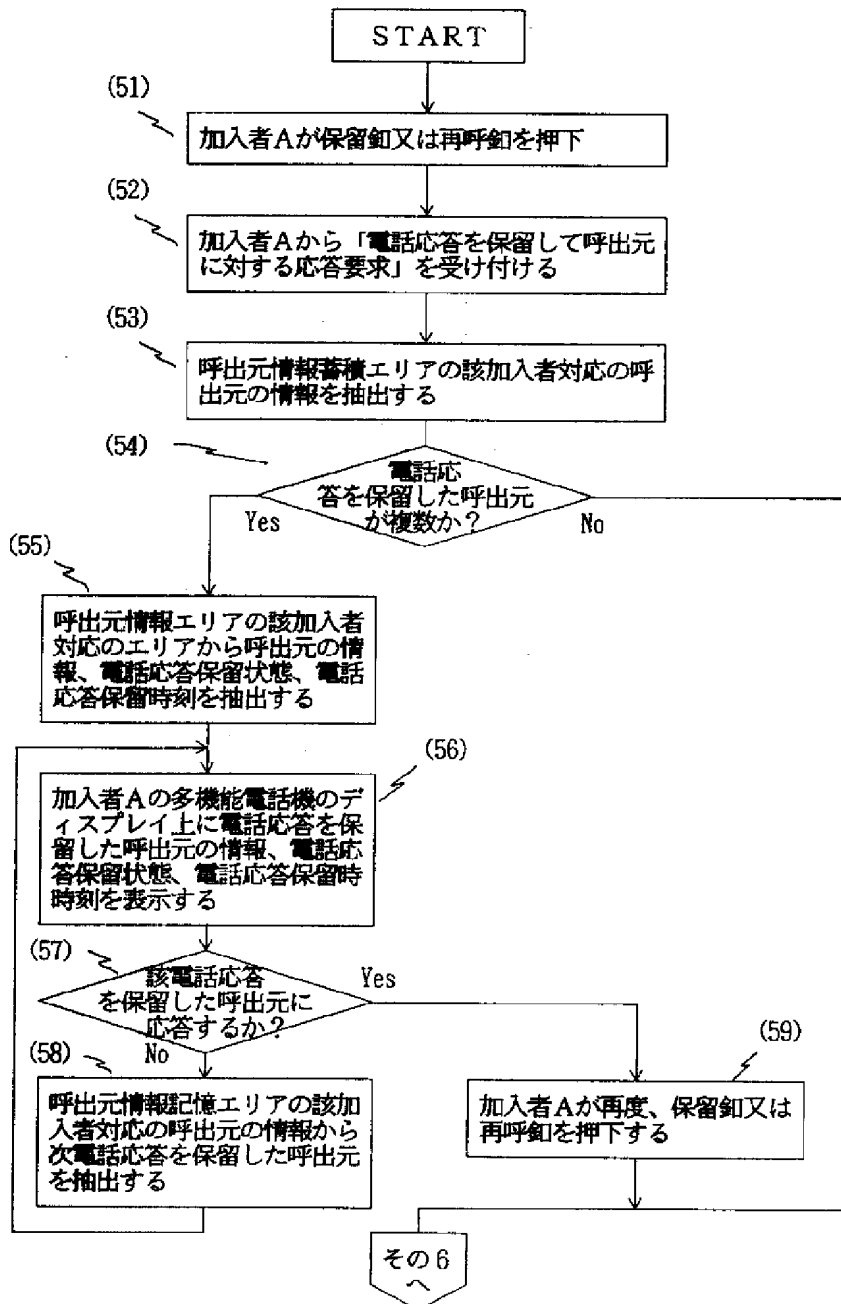 START
(51)
加入者Aが保留釦又は再呼釦を押下
(52)
加入者Aから「電話応答を保留して呼出元
に対する応答要求」を受け付ける
(53)
呼出元情報蓄積エリアの該加入者対応の呼
出元の情報を抽出する
(54)
電話応
答を保留した呼出元
が複数か？
Yes
No
(55)
呼出元情報エリアの該加入者
対応のエリアから呼出元の情
報、電話応答保留状態、電話
応答保留時刻を抽出する
(56)
加入者Aの多機能電話機のデ
ィスプレイ上に電話応答を保
留した呼出元の情報、電話応
答保留状態、電話応答保留時
時刻を表示する
(57)
該電話応答
を保留した呼出元に
応答するか？
Yes
No
(58)
呼出元情報記憶エリアの該加
入者対応の呼出元の情報から
次電話応答を保留した呼出元
を抽出する
(59)
加入者Aが再度、保留釦又は
再呼釦を押下する
その6
へ